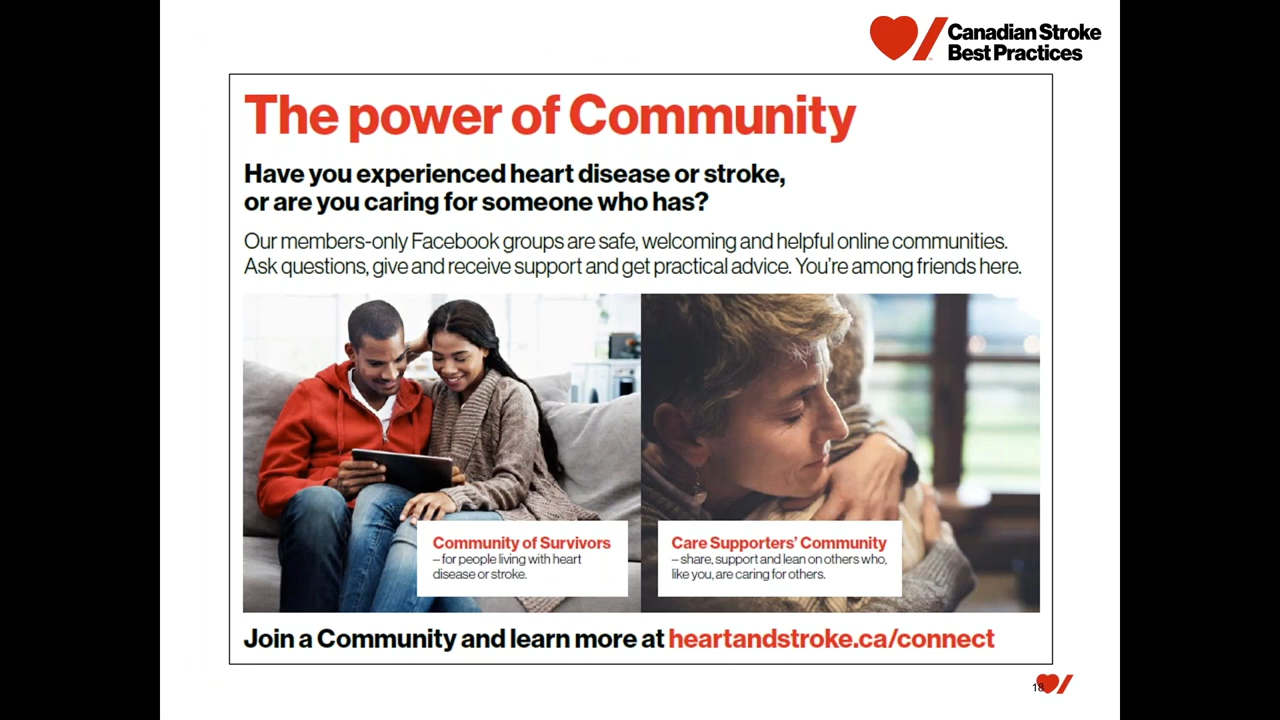 Canadian Stroke
Best Practices
The power of Community
Have you experienced heart disease or stroke,
or are you caring for someone who has?
Our members-only Facebook groups are safe, welcoming and helpful online communities.
Ask questions, give and receive support and get practical advice. You're among friends here.
Community of Survivors
– for people living with heart
disease or stroke.
Care Supporters' Community
– share, support and lean on others who,
like you, are caring for others.
Join a Community and learn more at heartandstroke.ca/connect
18